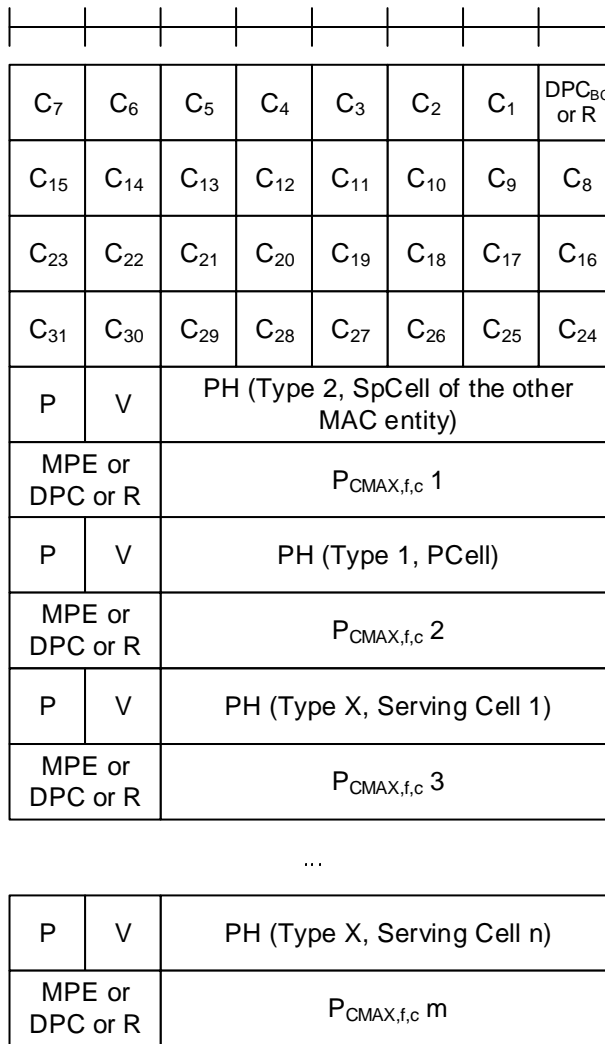 C7 C6 C5 C4 C3 C2 C1 DPCBC or R
C15 C14 C13 C12 C11 C10 C9 C8
C23 C22 C21 C20 C19 C18 C17 C16
C31 C30 C29 C28 C27 C26 C25 C24
P V PH (Type 2, SpCell of the other
MAC entity)
MPE or
DPC or R
PCMAX,f,c 1
P V PH (Type 1, PCell)
MPE or
DPC or R
PCMAX,f,c 2
P V PH (Type X, Serving Cell 1)
MPE or
DPC or R
PCMAX,f,c 3
...
P V PH (Type X, Serving Cell n)
MPE or
DPC or R
PCMAX,f,c m